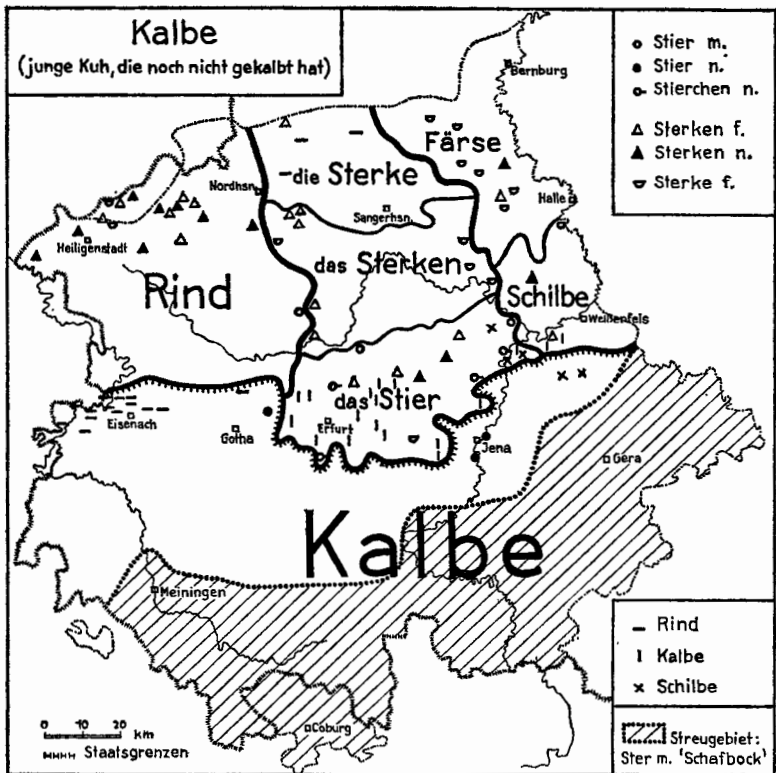 Kalbe
(junge Kuh, die noch nicht gekalbt hat)
Stier m.
Stier n.
Stierchen n.
Sterken f.
Sterken n.
Sterke f.
Bernburg
Färse
die Sterke
Nordhsn.
Sangerhsn.
Halle
Heiligenstadt
das Sterken
Rind
Schilbe
Weißenfels
das Stier
Eisenach
Gotha
Erfurt
Jena
Gera
Kalbe
Meiningen
Coburg
Rind
Kalbe
Schilbe
0 10 20 km
Staatsgrenzen
Streugebiet:
Ster m. 'Schafbock'